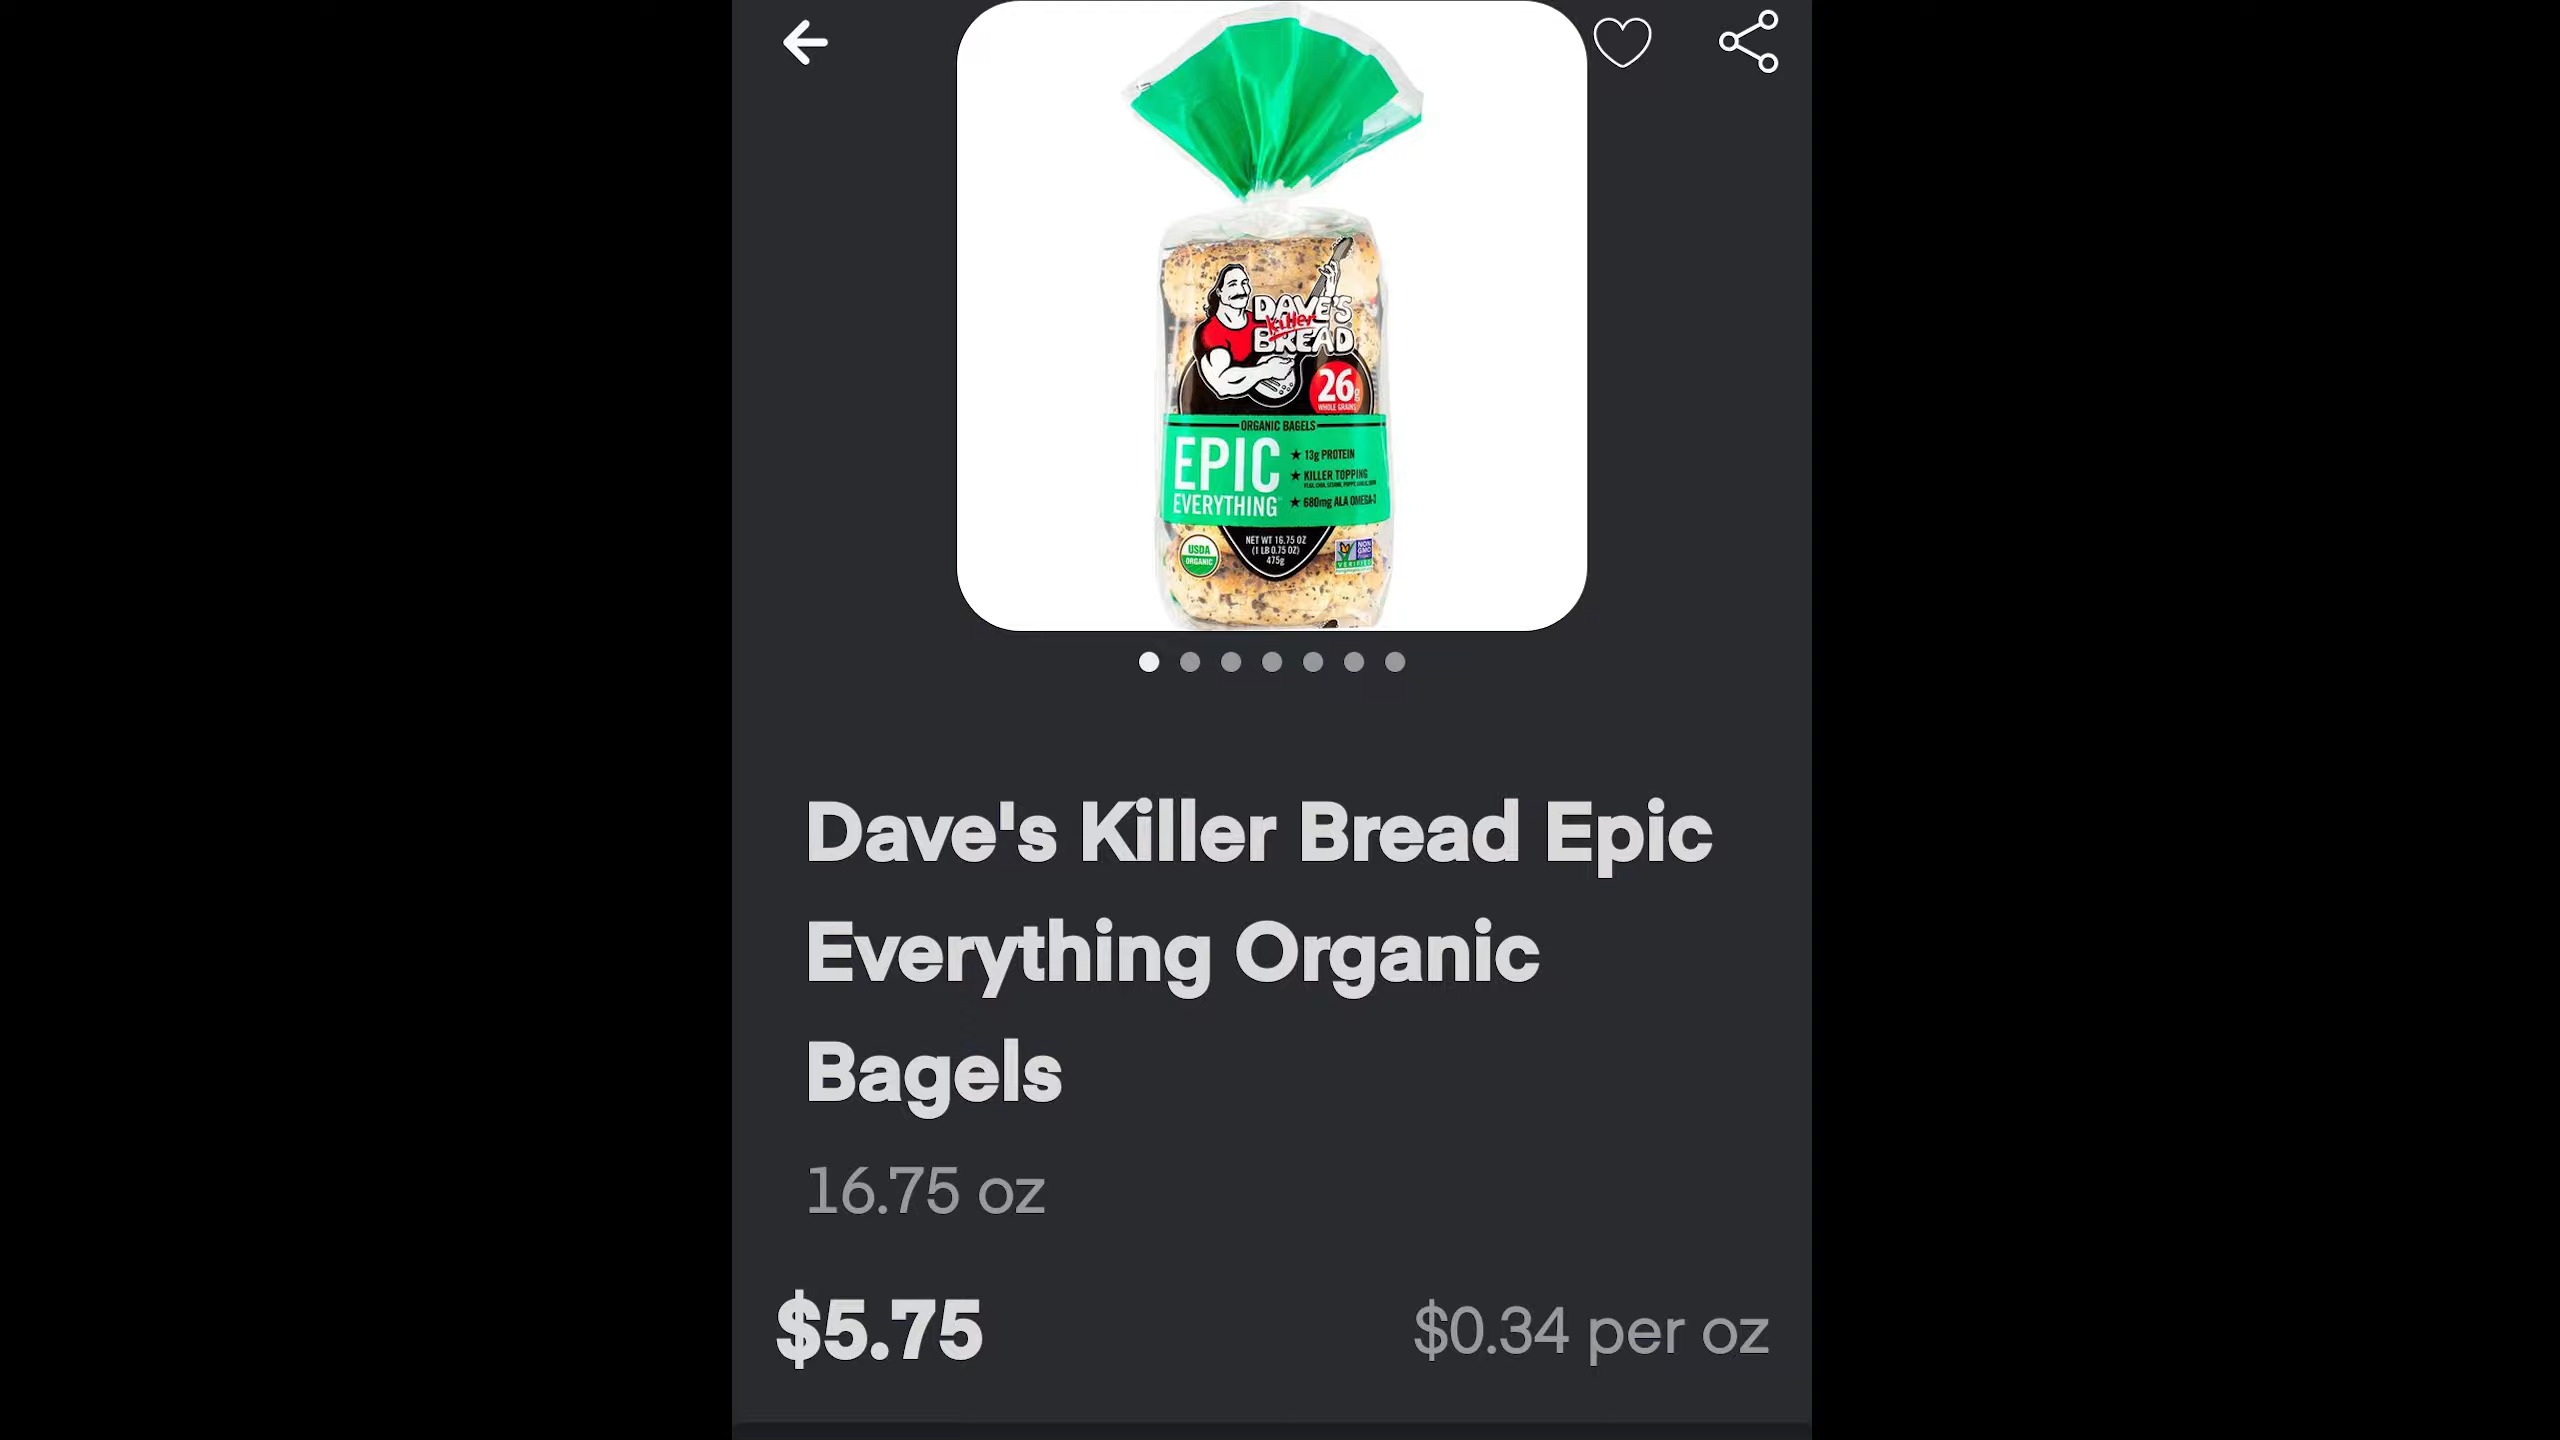 DAVE'S
killer
BREAD
26g
WHOLE GRAINS
ORGANIC BAGELS
EPIC
EVERYTHING
★ 13g PROTEIN
★ KILLER TOPPING
★ 680mg ALA OMEGA-3
NET WT 16.75 OZ
(1 LB 0.75 OZ)
475g
USDA
ORGANIC
NON
GMO
Project
VERIFIED
Dave's Killer Bread Epic
Everything Organic
Bagels
16.75 oz
$5.75
$0.34 per oz